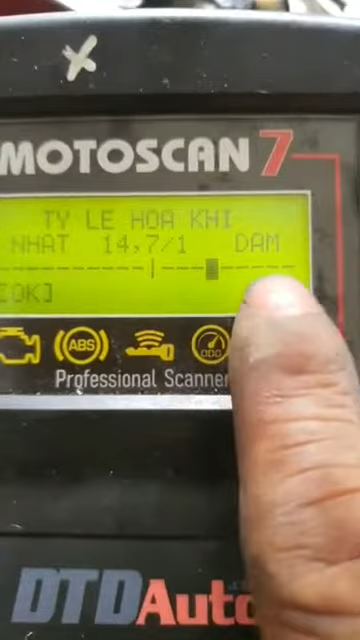 MOTOSCAN 7
TY LE HOA KHI
NHAT 14,7/1 DAM
[OK]
ABS
Professional Scanner
DTDAuto